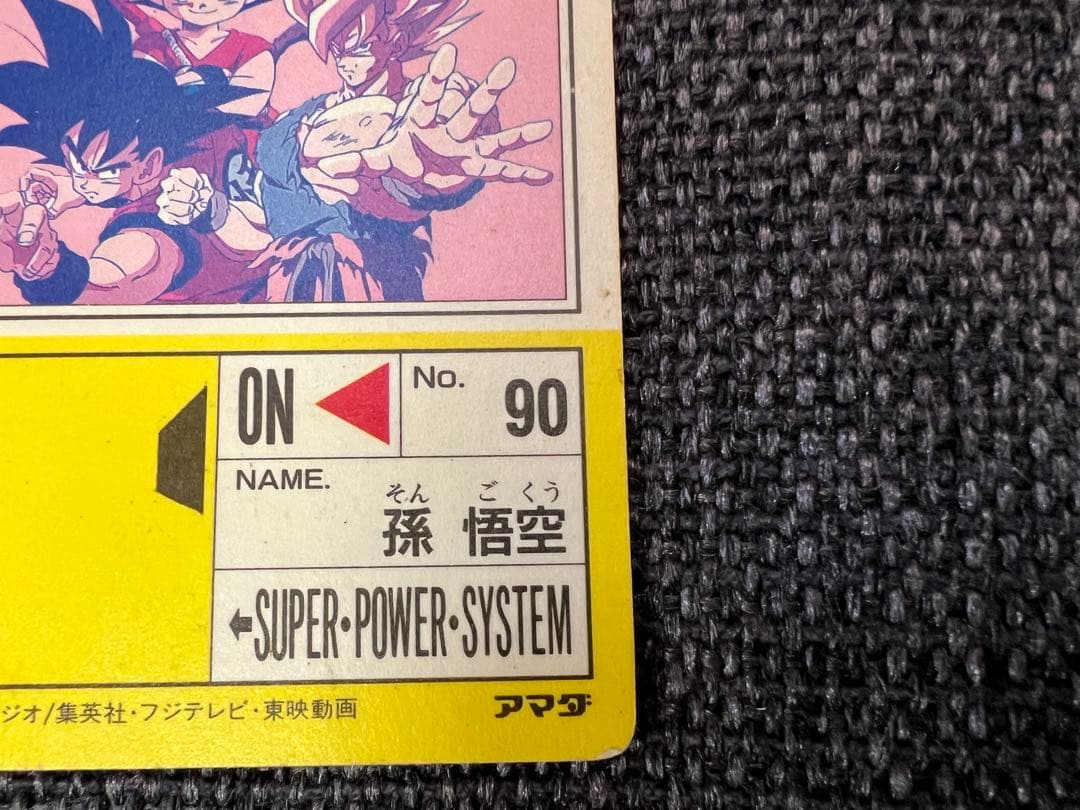 ON
No. 90
NAME.
そん ご くう
孫 悟空
←SUPER・POWER・SYSTEM
ジオ/集英社・フジテレビ・東映動画
アマダ